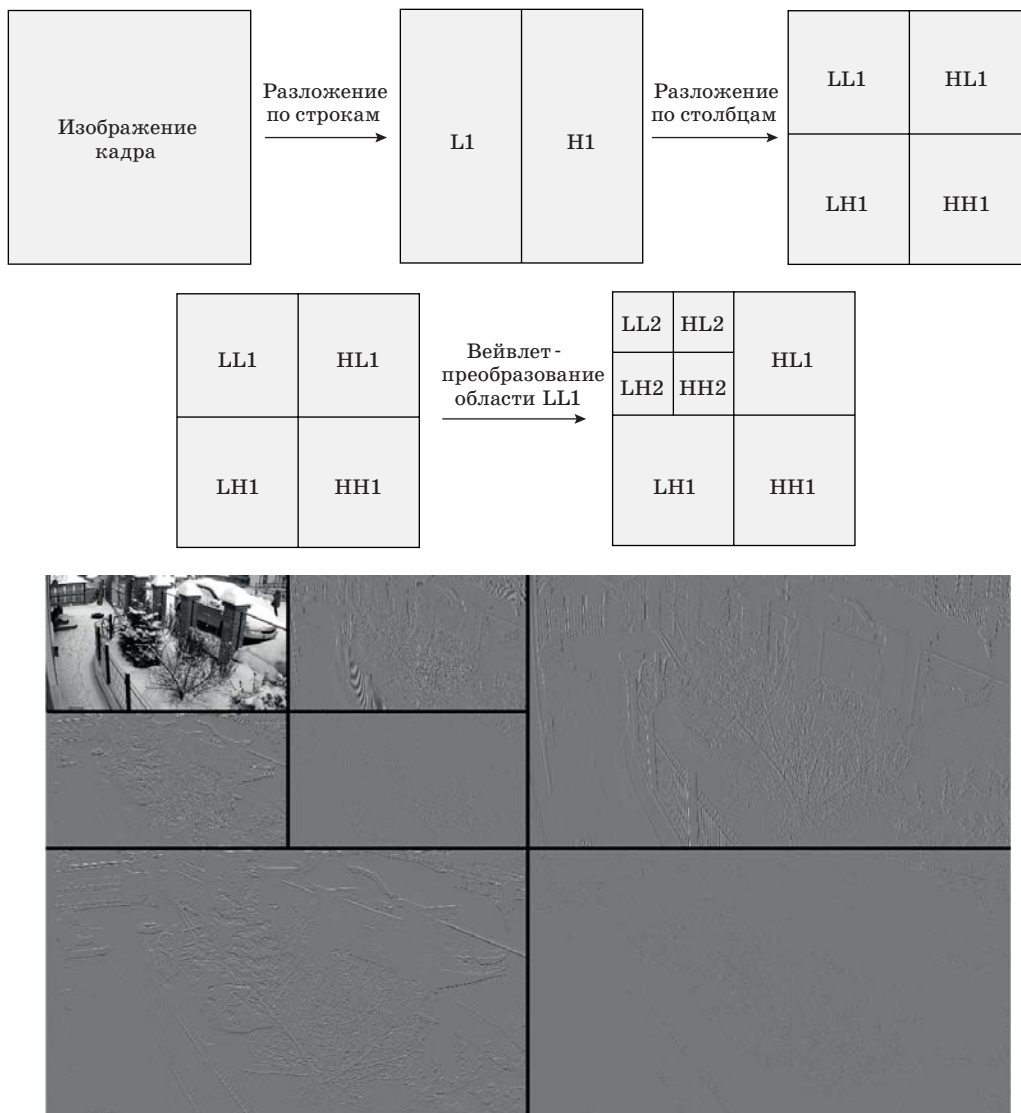 Изображение
кадра
Разложение
по строкам
L1
H1
Разложение
по столбцам
LL1
HL1
LH1
HH1
LL1
HL1
LH1
HH1
Вейвлет-
преобразование
области LL1
LL2
HL2
LH2
HH2
HL1
LH1
HH1